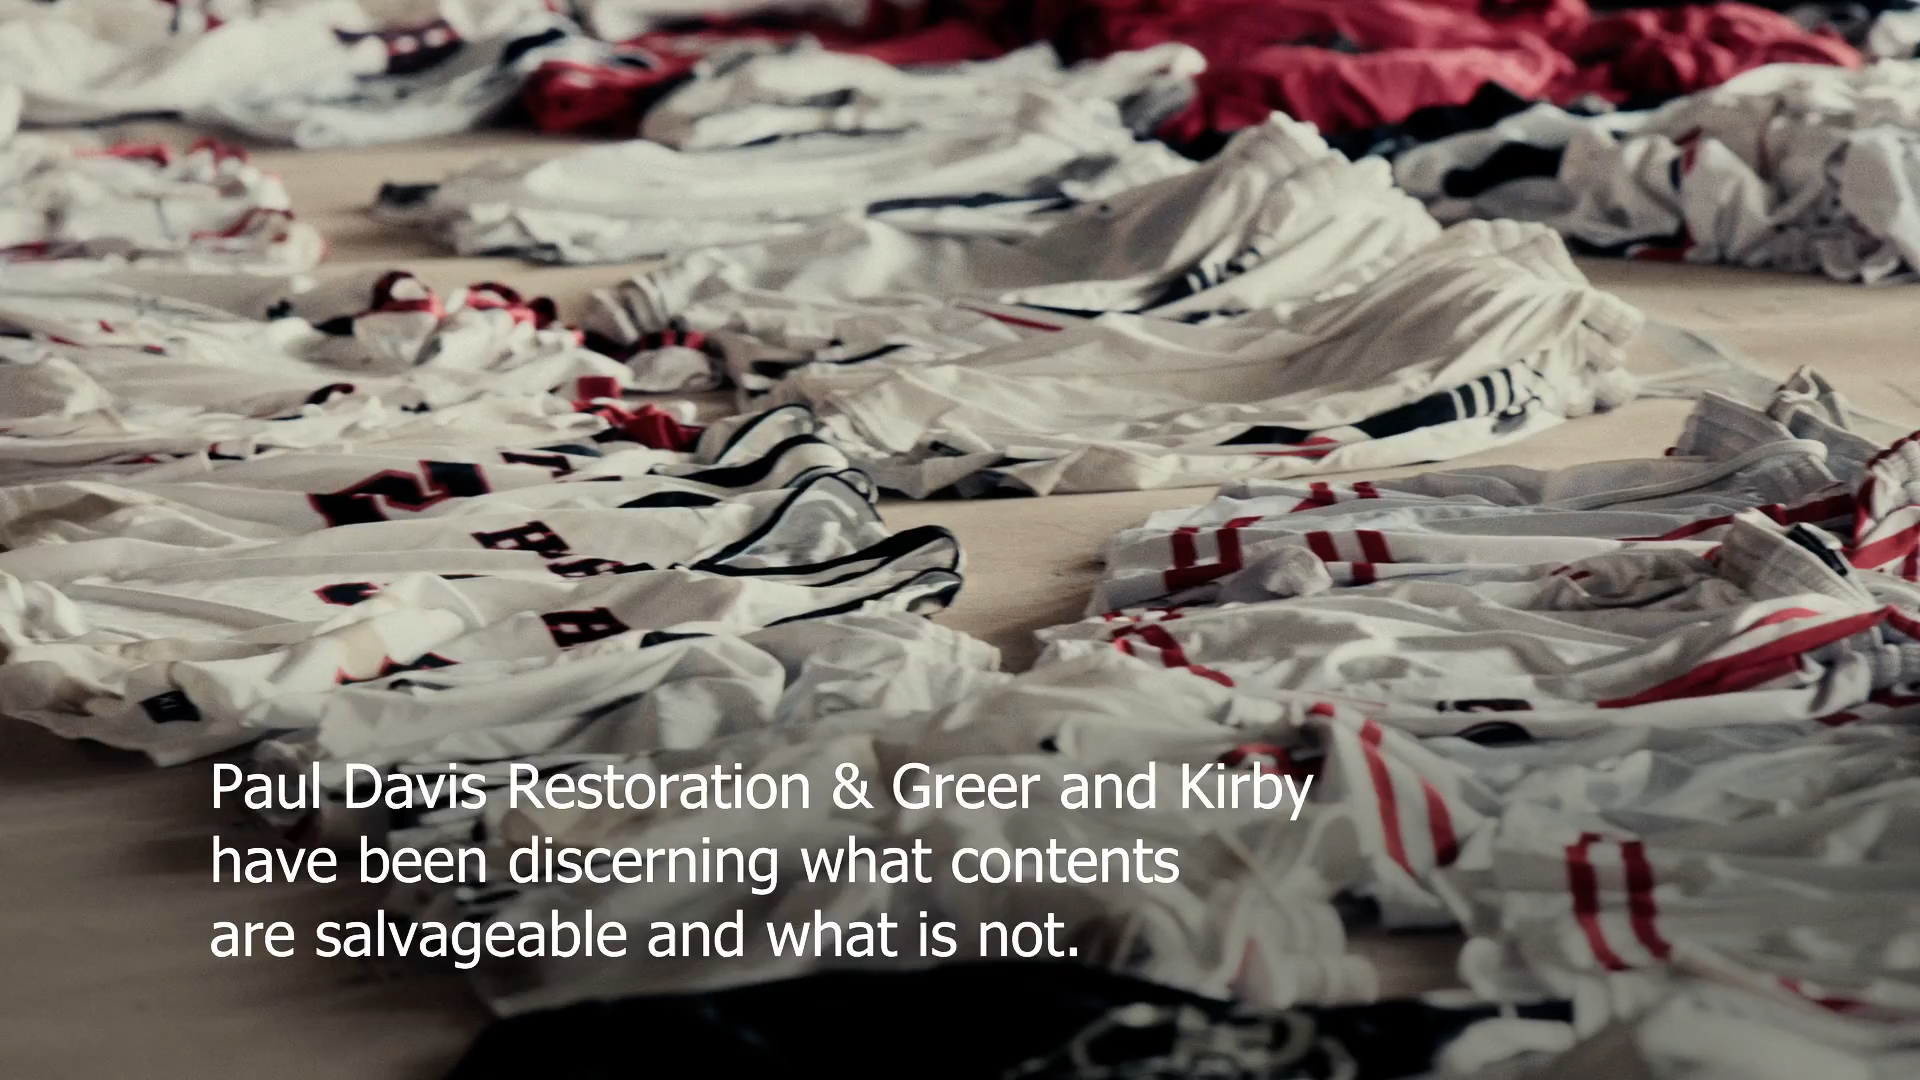 Paul Davis Restoration & Greer and Kirby
have been discerning what contents
are salvageable and what is not.